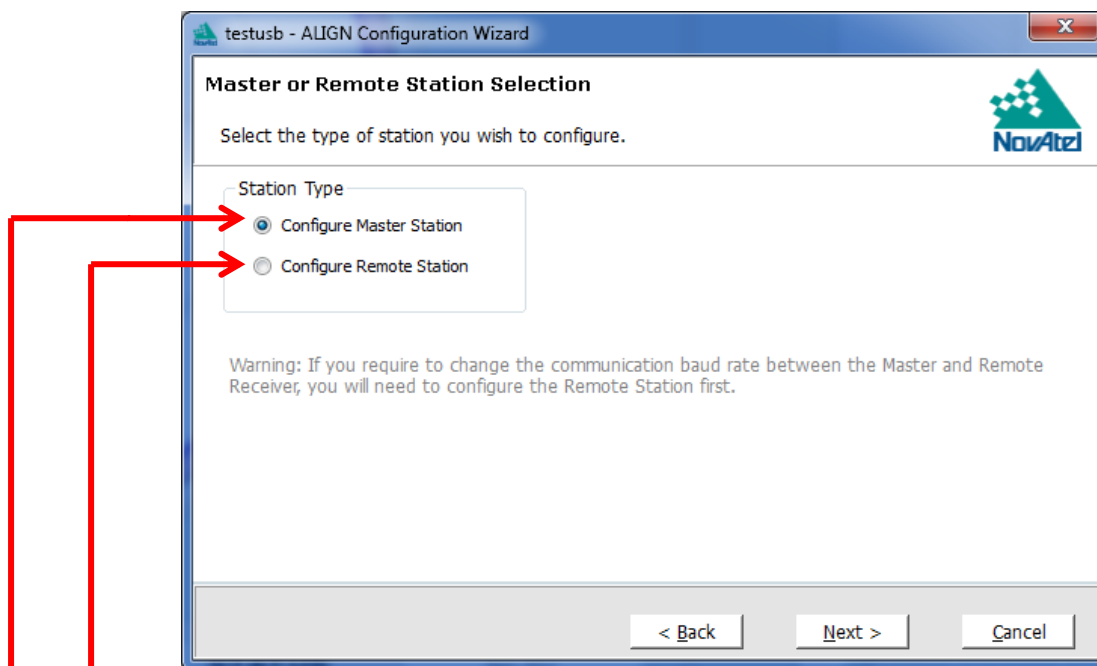 testusb - ALIGN Configuration Wizard
Master or Remote Station Selection
Select the type of station you wish to configure.
NovAtel
Station Type
Configure Master Station
Configure Remote Station
Warning: If you require to change the communication baud rate between the Master and Remote
Receiver, you will need to configure the Remote Station first.
< Back
Next >
Cancel